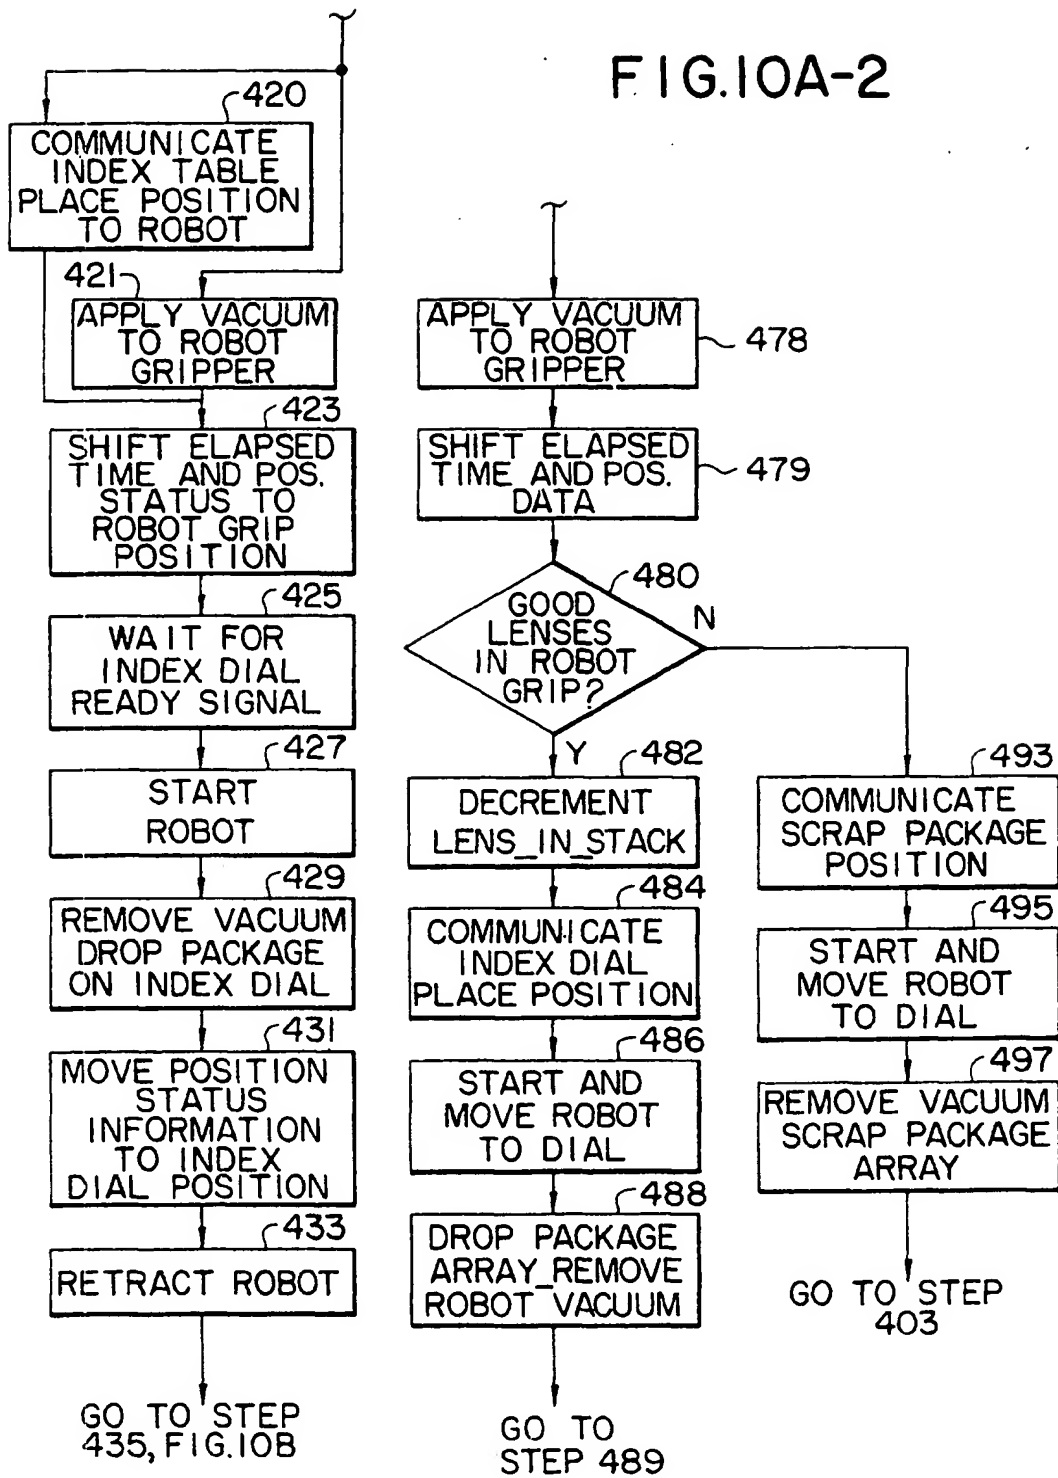 FIG.10A-2
420
COMMUNICATE
INDEX TABLE
PLACE POSITION
TO ROBOT
421
APPLY VACUUM
TO ROBOT
GRIPPER
423
SHIFT ELAPSED
TIME AND POS.
STATUS TO
ROBOT GRIP
POSITION
425
WAIT FOR
INDEX DIAL
READY SIGNAL
427
START
ROBOT
429
REMOVE VACUUM
DROP PACKAGE
ON INDEX DIAL
431
MOVE POSITION
STATUS
INFORMATION
TO INDEX
DIAL POSITION
433
RETRACT ROBOT
GO TO STEP
435, FIG.10B
APPLY VACUUM
TO ROBOT
GRIPPER
478
SHIFT ELAPSED
TIME AND POS.
DATA
479
480
GOOD
LENSES
IN ROBOT
GRIP?
N
Y
482
DECREMENT
LENS_IN_STACK
484
COMMUNICATE
INDEX DIAL
PLACE POSITION
486
START AND
MOVE ROBOT
TO DIAL
488
DROP PACKAGE
ARRAY_REMOVE
ROBOT VACUUM
GO TO
STEP 489
493
COMMUNICATE
SCRAP PACKAGE
POSITION
495
START AND
MOVE ROBOT
TO DIAL
497
REMOVE VACUUM
SCRAP PACKAGE
ARRAY
GO TO STEP
403